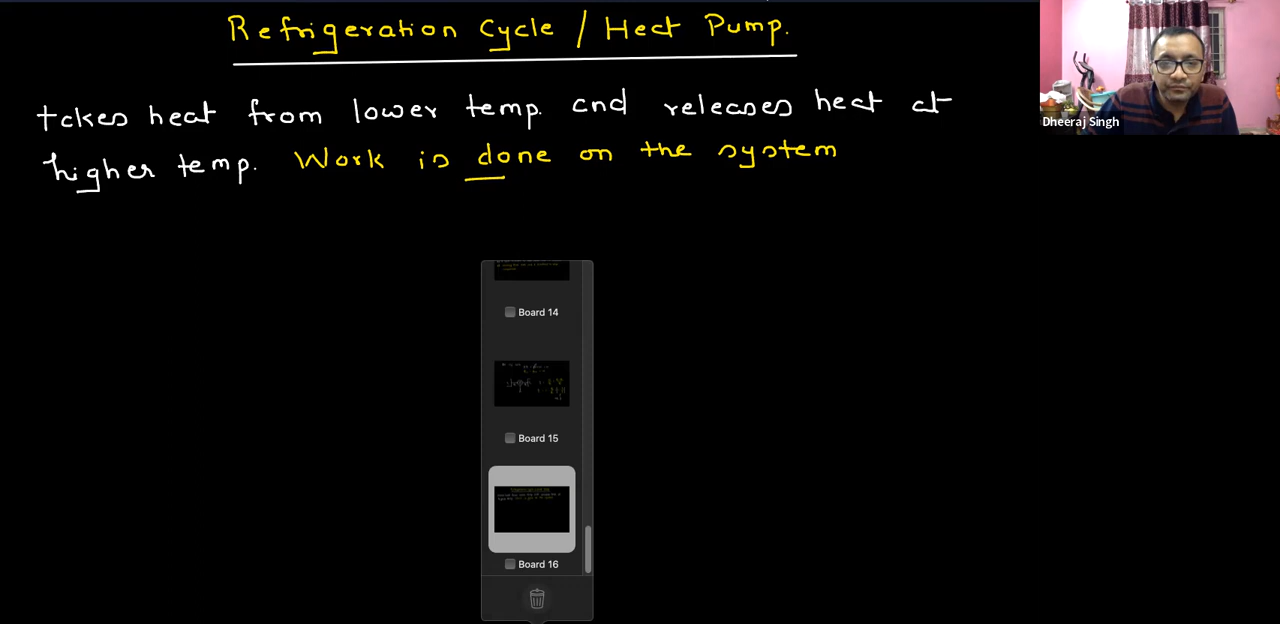 Refrigeration Cycle / Heat Pump.
takes heat from lower temp. and releases heat at
higher temp. Work is done on the system
Dheeraj Singh
Board 14
Board 15
Board 16